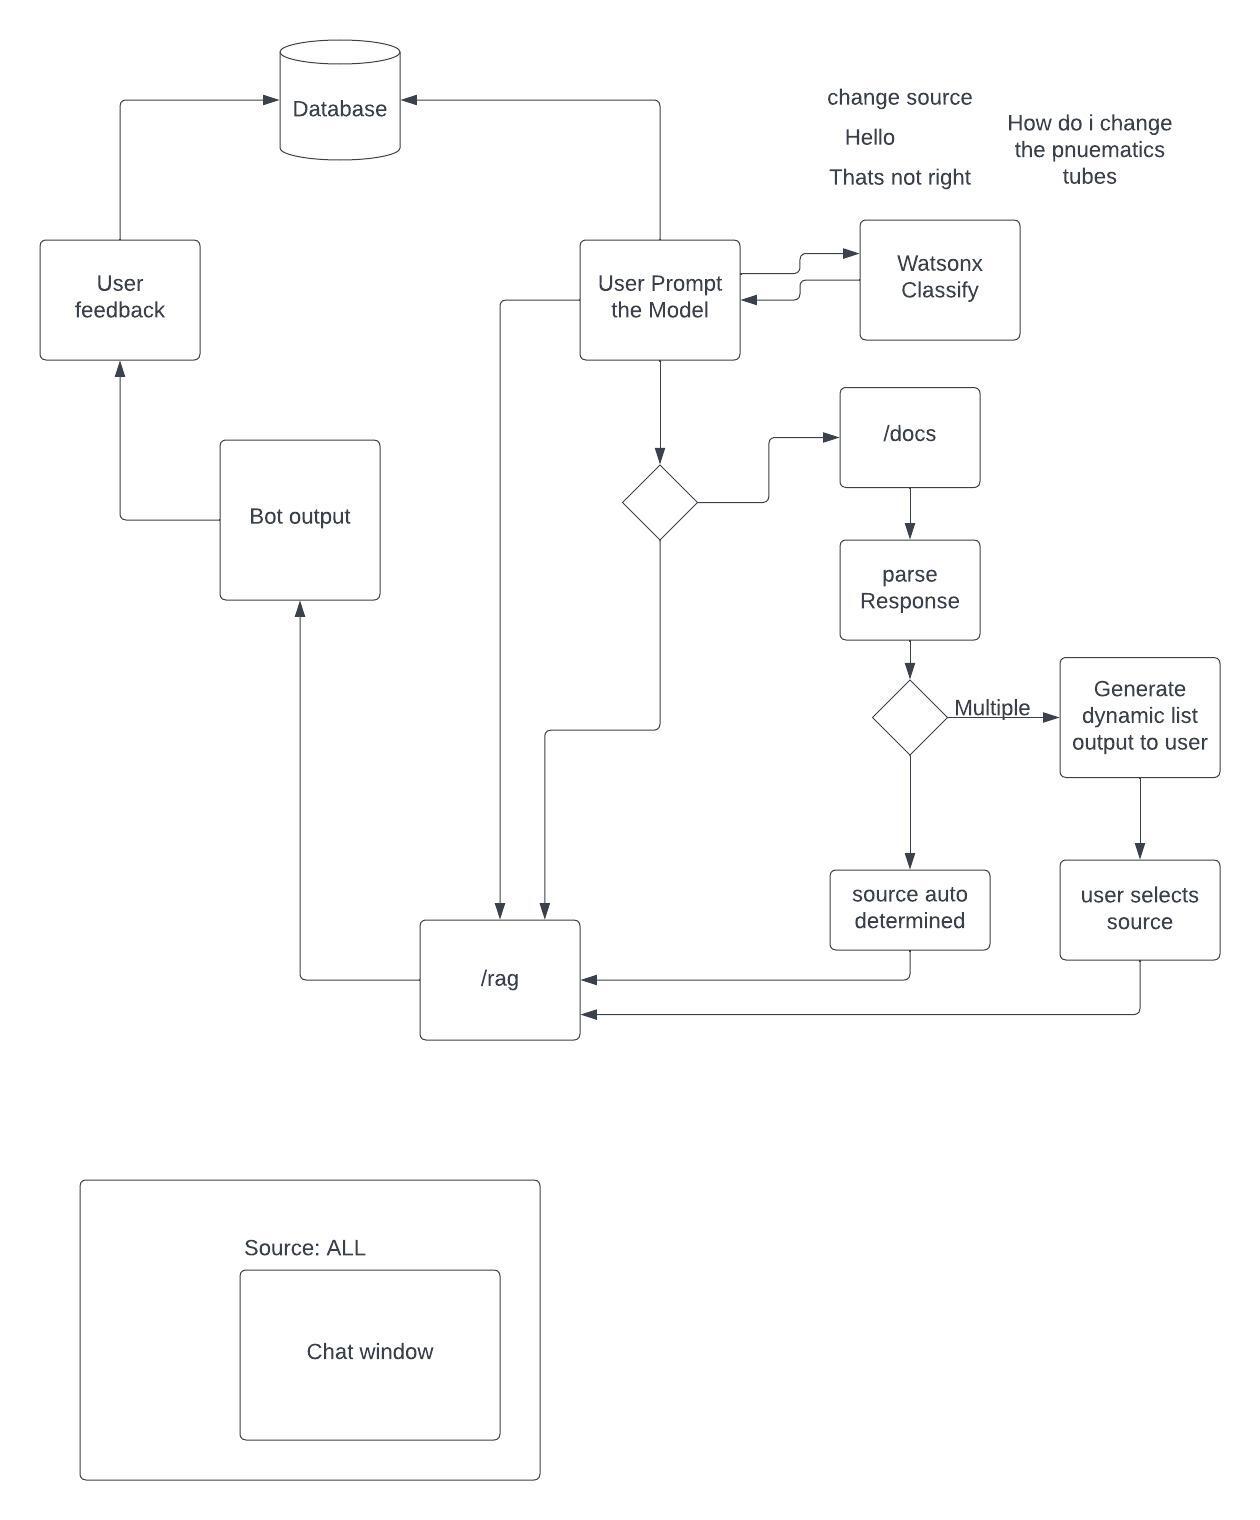 Database
change source
Hello
Thats not right
How do i change
the pnuematics
tubes
User
feedback
User Prompt
the Model
Watsonx
Classify
/docs
Bot output
parse
Response
Multiple
Generate
dynamic list
output to user
source auto
determined
user selects
source
/rag
Source: ALL
Chat window